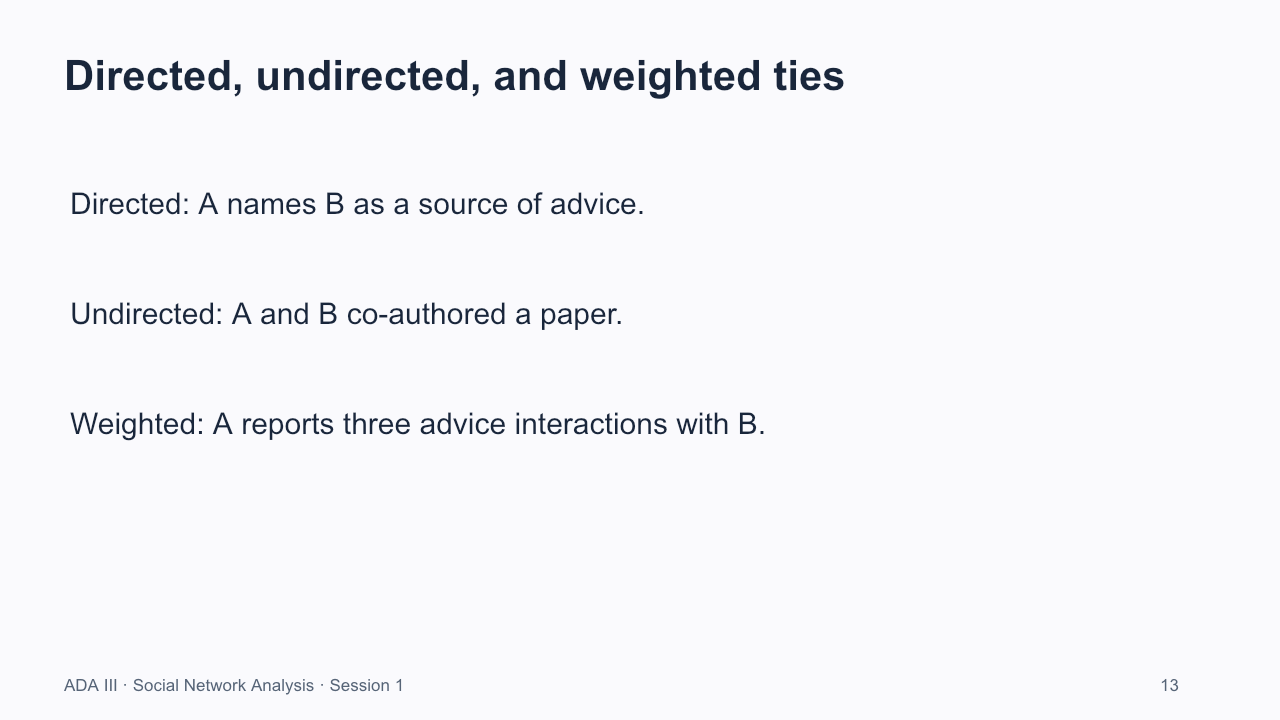 Directed, undirected, and weighted ties
Directed: A names B as a source of advice.
Undirected: A and B co-authored a paper.
Weighted: A reports three advice interactions with B.
ADA III · Social Network Analysis · Session 1
13